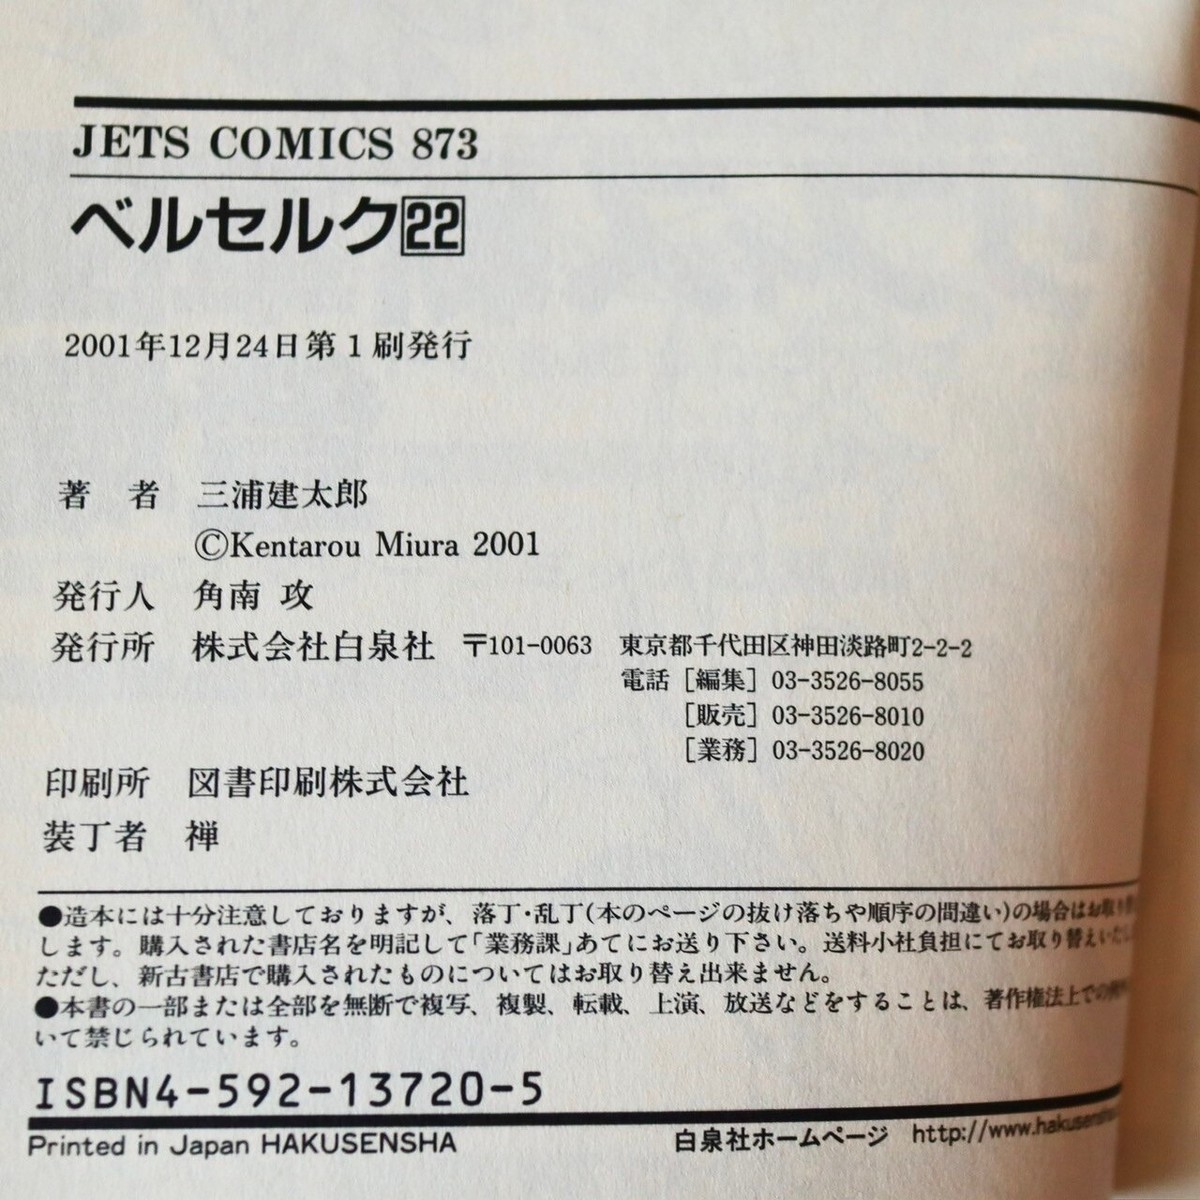 JETS COMICS 873
ベルセルク22
2001年12月24日第1刷発行
著 者 三浦建太郎
©Kentarou Miura 2001
発行人 角南 攻
発行所 株式会社白泉社 〒101-0063 東京都千代田区神田淡路町2-2-2
電話［編集］03-3526-8055
［販売］03-3526-8010
［業務］03-3526-8020
印刷所 図書印刷株式会社
装丁者 禅
●造本には十分注意しておりますが、落丁・乱丁(本のページの抜け落ちや順序の間違い)の場合はお取り替
します。購入された書店名を明記して「業務課」あてにお送り下さい。送料小社負担にてお取り替えいたし
ただし、新古書店で購入されたものについてはお取り替え出来ません。
●本書の一部または全部を無断で複写、複製、転載、上演、放送などをすることは、著作権法上での例外
いて禁じられています。
ISBN4-592-13720-5
Printed in Japan HAKUSENSHA 白泉社ホームページ http://www.hakusensha